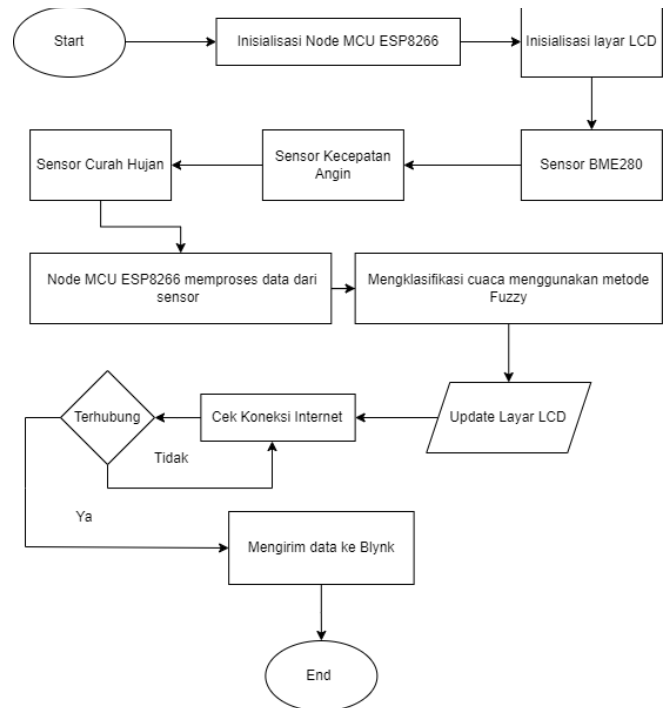 Start
Inisialisasi Node MCU ESP8266
Inisialisasi layar LCD
Sensor BME280
Sensor Kecepatan
Angin
Sensor Curah Hujan
Node MCU ESP8266 memproses data dari
sensor
Mengklasifikasi cuaca menggunakan metode
Fuzzy
Update Layar LCD
Cek Koneksi Internet
Terhubung
Tidak
Ya
Mengirim data ke Blynk
End